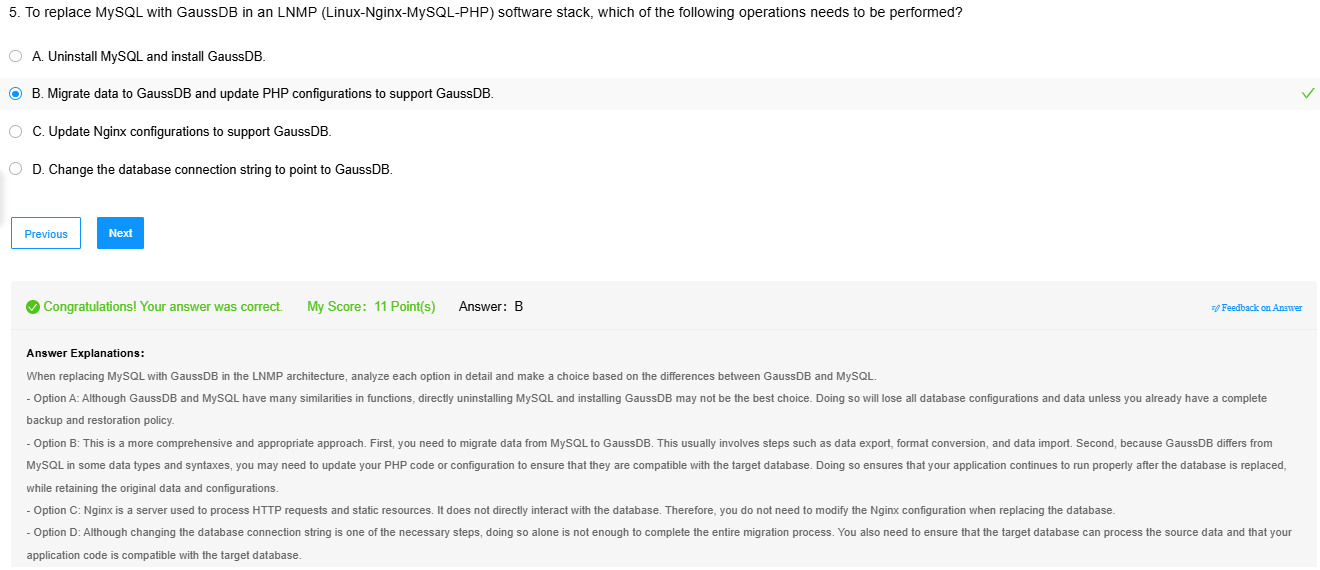 5. To replace MySQL with GaussDB in an LNMP (Linux-Nginx-MySQL-PHP) software stack, which of the following operations needs to be performed?
A. Uninstall MySQL and install GaussDB.
B. Migrate data to GaussDB and update PHP configurations to support GaussDB.
C. Update Nginx configurations to support GaussDB.
D. Change the database connection string to point to GaussDB.
Previous Next
Congratulations! Your answer was correct. My Score: 11 Point(s) Answer: B Feedback on Answer
Answer Explanations:
When replacing MySQL with GaussDB in the LNMP architecture, analyze each option in detail and make a choice based on the differences between GaussDB and MySQL.
- Option A: Although GaussDB and MySQL have many similarities in functions, directly uninstalling MySQL and installing GaussDB may not be the best choice. Doing so will lose all database configurations and data unless you already have a complete
backup and restoration policy.
- Option B: This is a more comprehensive and appropriate approach. First, you need to migrate data from MySQL to GaussDB. This usually involves steps such as data export, format conversion, and data import. Second, because GaussDB differs from
MySQL in some data types and syntaxes, you may need to update your PHP code or configuration to ensure that they are compatible with the target database. Doing so ensures that your application continues to run properly after the database is replaced,
while retaining the original data and configurations.
- Option C: Nginx is a server used to process HTTP requests and static resources. It does not directly interact with the database. Therefore, you do not need to modify the Nginx configuration when replacing the database.
- Option D: Although changing the database connection string is one of the necessary steps, doing so alone is not enough to complete the entire migration process. You also need to ensure that the target database can process the source data and that your
application code is compatible with the target database.